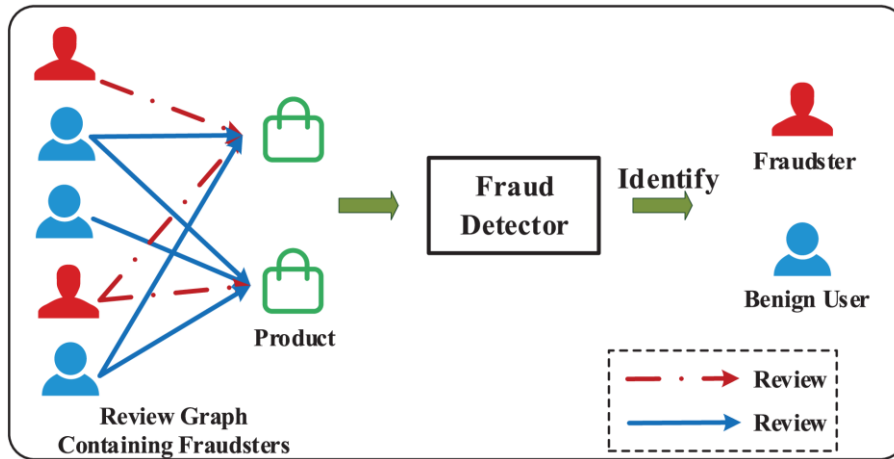 Product
Review Graph
Containing Fraudsters
Fraud
Detector
Identify
Fraudster
Benign User
Review
Review